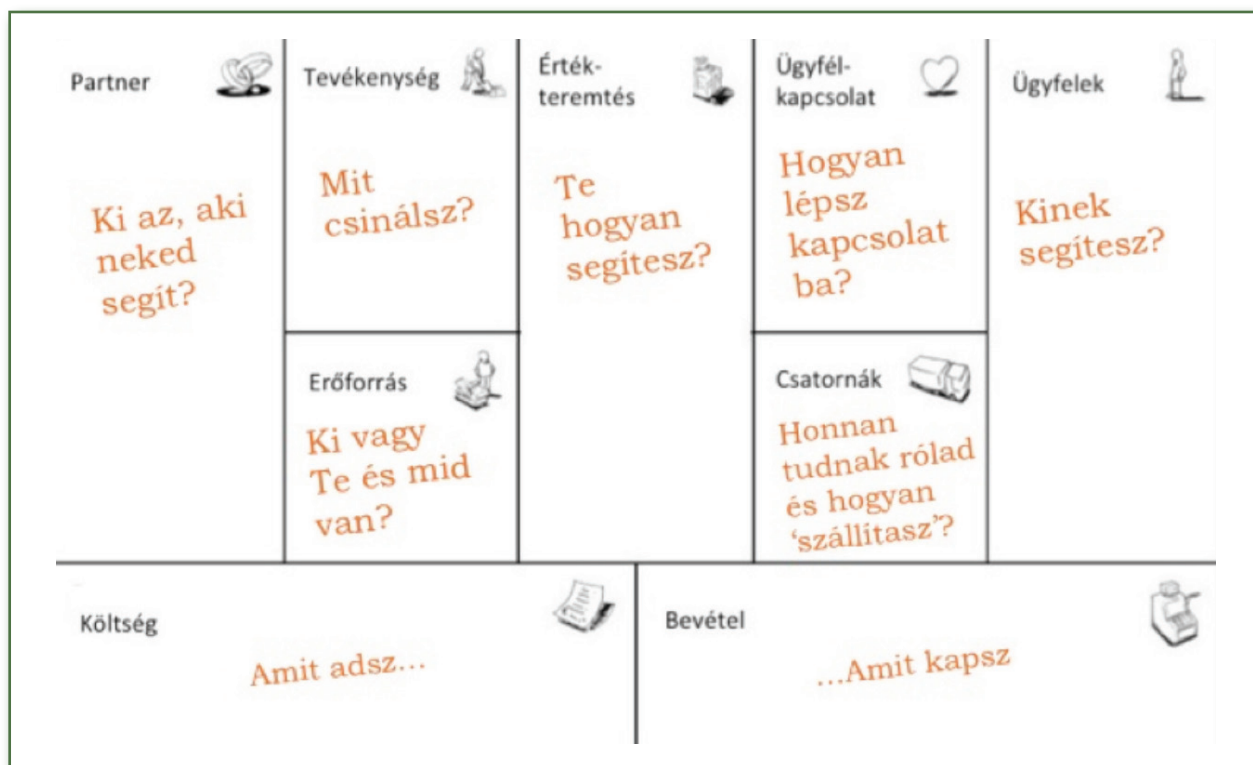 Partner
Ki az, aki
neked
segít?
Tevékenység
Mit
csinálsz?
Erőforrás
Ki vagy
Te és mid
van?
Érték-
teremtés
Te
hogyan
segítesz?
Ügyfél-
kapcsolat
Hogyan
lépsz
kapcsolat
ba?
Csatornák
Honnan
tudnak rólad
és hogyan
‘szállítasz’?
Ügyfelek
Kinek
segítesz?
Költség
Amit adsz...
Bevétel
...Amit kapsz